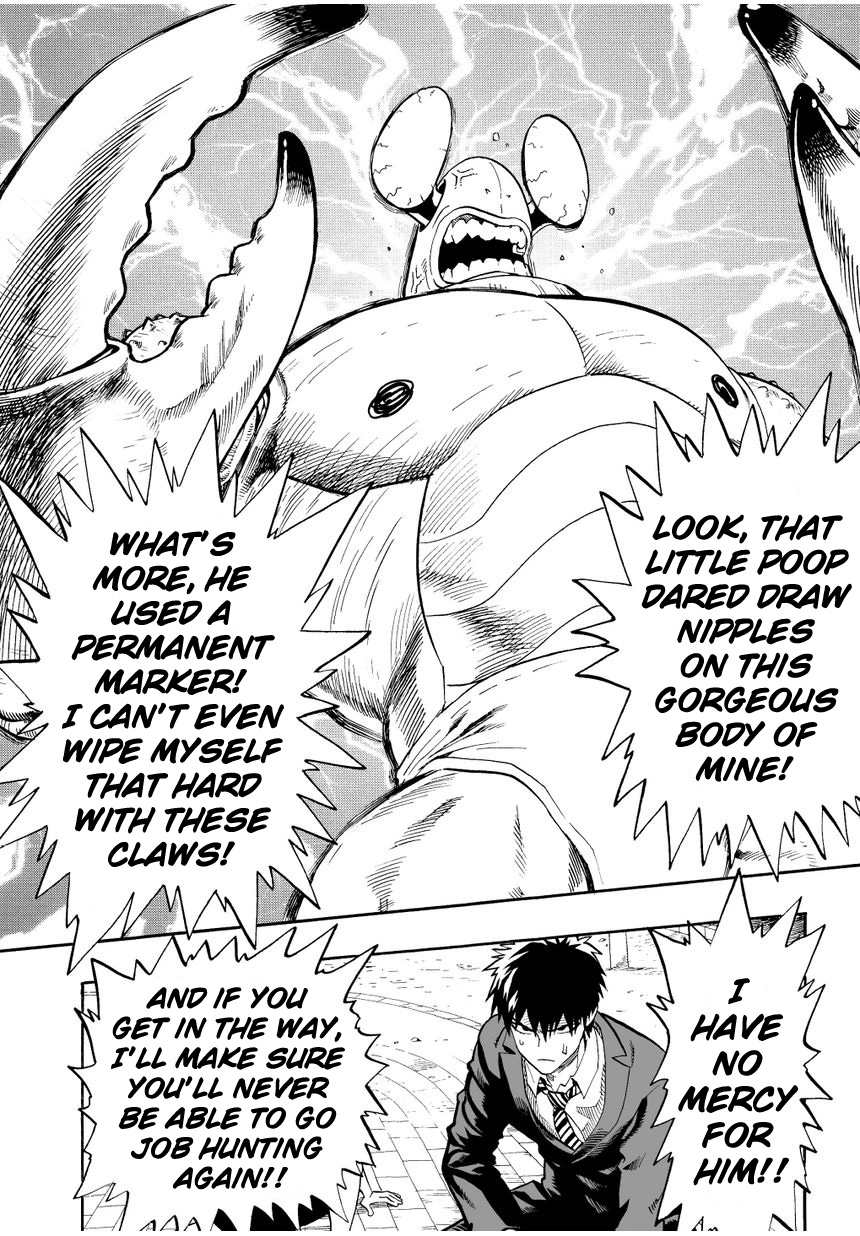 LOOK, THAT
LITTLE POOP
DARED DRAW
NIPPLES
ON THIS
GORGEOUS
BODY OF
MINE!
WHAT'S
MORE, HE
USED A
PERMANENT
MARKER!
I CAN'T EVEN
WIPE MYSELF
THAT HARD
WITH THESE
CLAWS!
I
HAVE
NO
MERCY
FOR
HIM!!
AND IF YOU
GET IN THE WAY,
I'LL MAKE SURE
YOU'LL NEVER
BE ABLE TO GO
JOB HUNTING
AGAIN!!